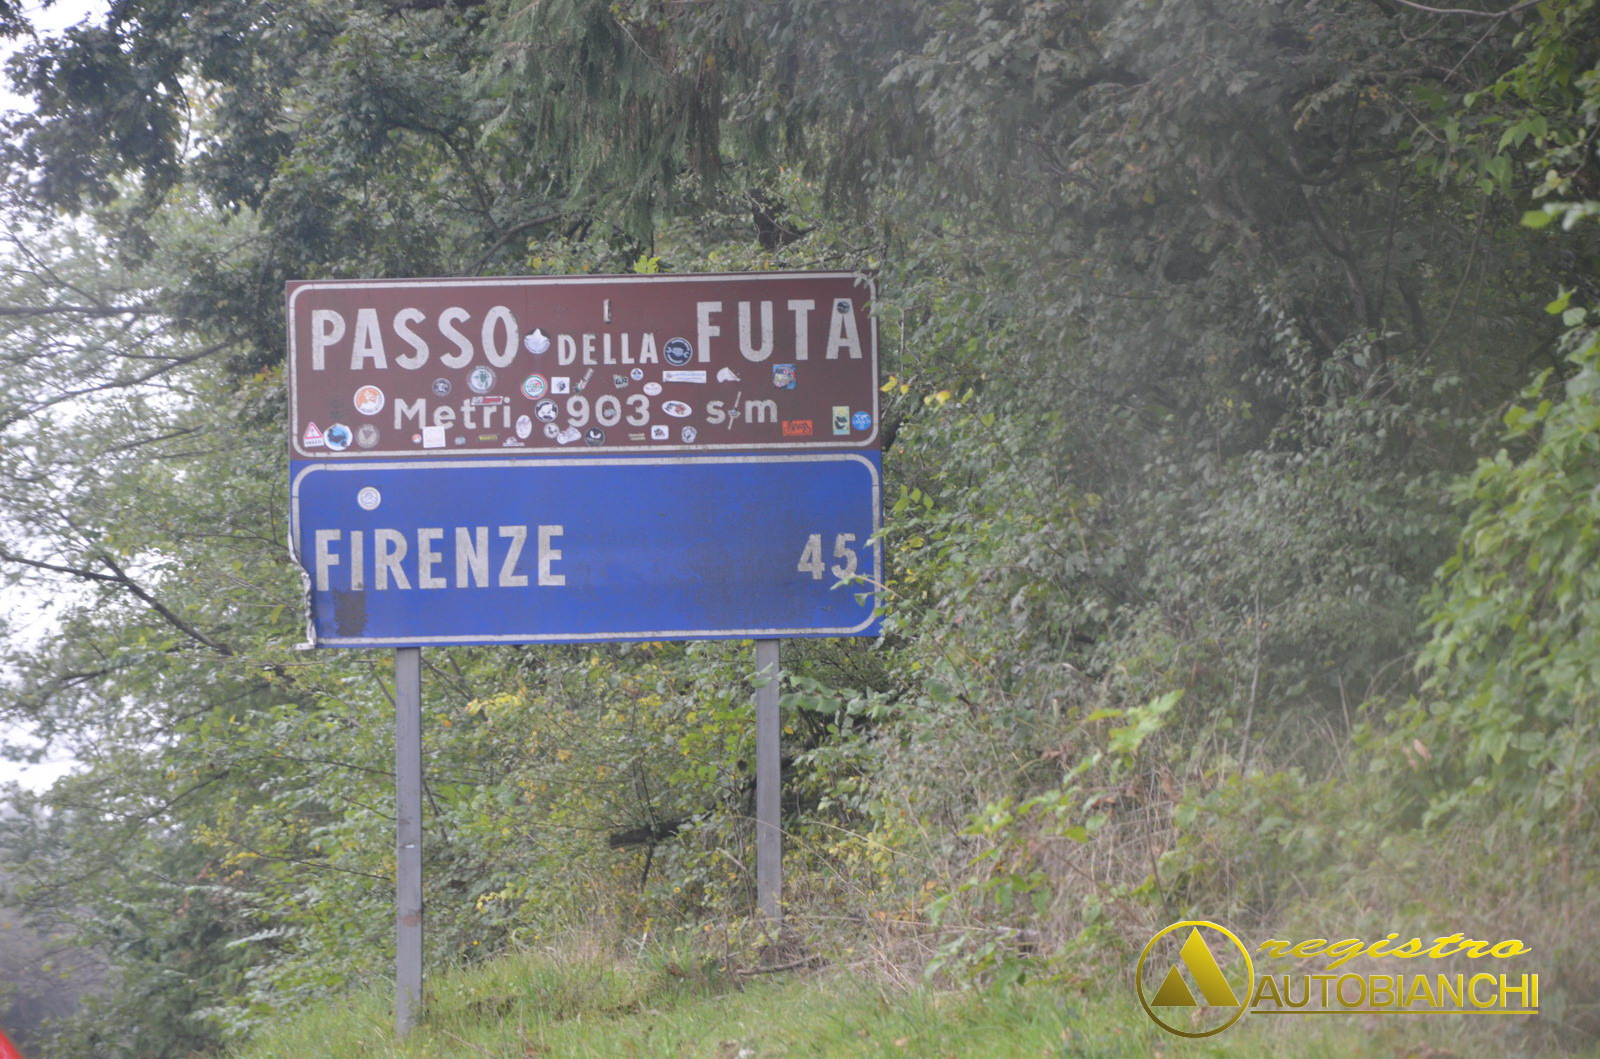 PASSO DELLA FUTA
Metri 903 s/m
FIRENZE 45
registro
AUTOBIANCHI